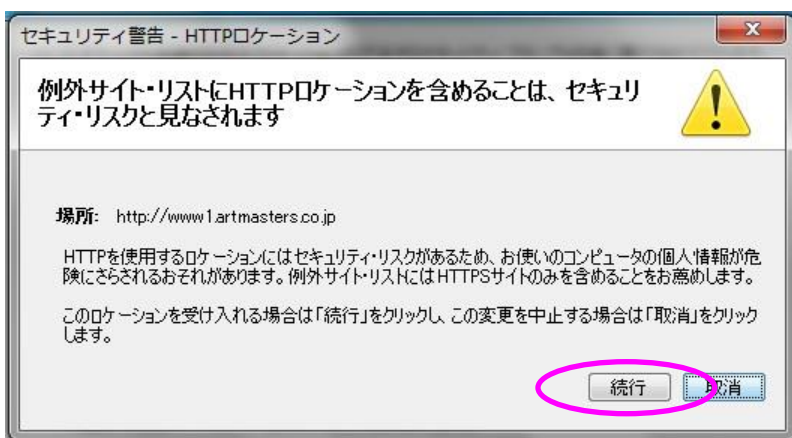 セキュリティ警告 - HTTPロケーション
例外サイト・リストにHTTPロケーションを含めることは、セキュリ
ティ・リスクと見なされます
場所: http://www1.artmasters.co.jp
HTTPを使用するロケーションにはセキュリティ・リスクがあるため、お使いのコンピュータの個人情報が危
険にさらされるおそれがあります。例外サイト・リストにはHTTPSサイトのみを含めることをお薦めします。
このロケーションを受け入れる場合は「続行」をクリックし、この変更を中止する場合は「取消」をクリック
します。
続行 取消